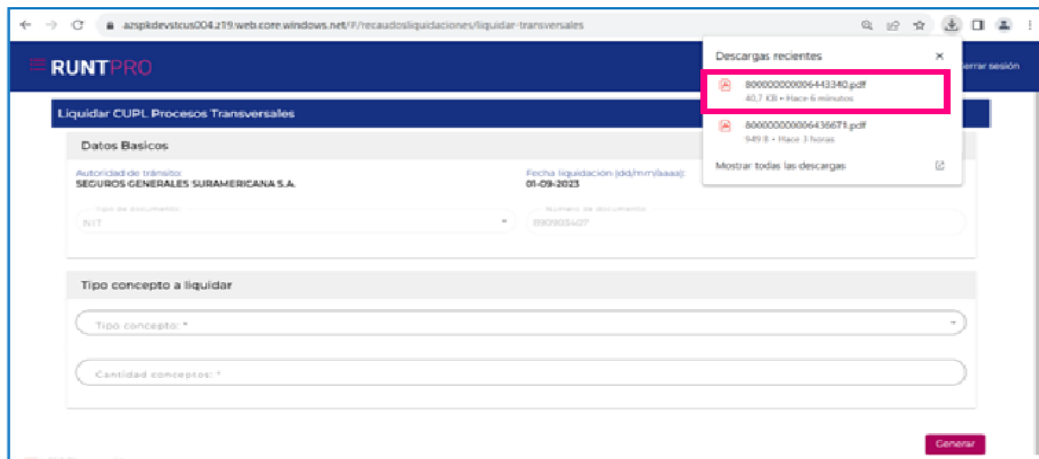 azspkdevstcus004.z19.web.core.windows.net/#/recaudosliquidaciones/liquidar-transversales
RUNTPRO
errar sesión
Descargas recientes
800000000006443340.pdf
40,7 KB • Hace 6 minutos
800000000006436671.pdf
949 B • Hace 3 horas
Mostrar todas las descargas
Liquidar CUPL Procesos Transversales
Datos Basicos
Autoridad de tránsito:
SEGUROS GENERALES SURAMERICANA S.A.
Fecha liquidación (dd/mm/aaaa):
01-09-2023
Tipo de documento:
NIT
Número de documento:
890903407
Tipo concepto a liquidar
Tipo concepto: *
Cantidad conceptos: *
Generar